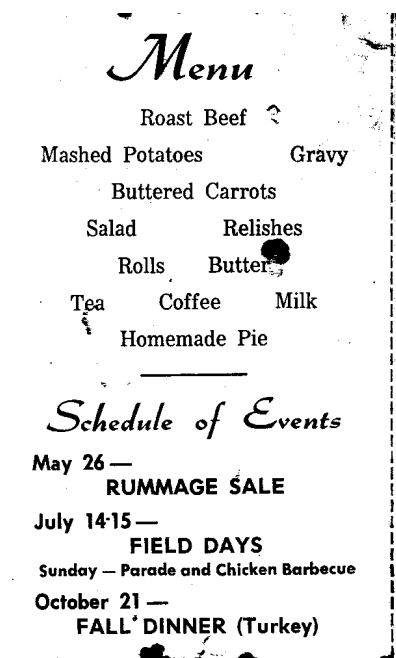 Menu
Roast Beef
Mashed Potatoes Gravy
Buttered Carrots
Salad Relishes
Rolls Butter
Tea Coffee Milk
Homemade Pie
Schedule of Events
May 26 —
RUMMAGE SALE
July 14-15 —
FIELD DAYS
Sunday — Parade and Chicken Barbecue
October 21 —
FALL DINNER (Turkey)